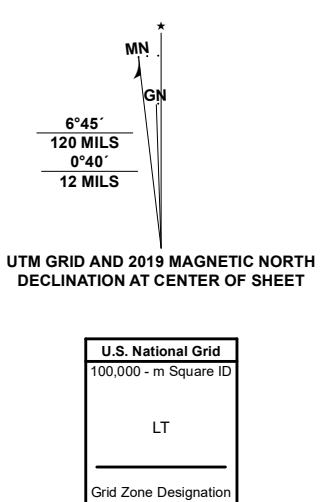 ★
MN
GN
6°45´
120 MILS
0°40´
12 MILS
UTM GRID AND 2019 MAGNETIC NORTH
DECLINATION AT CENTER OF SHEET
U.S. National Grid
100,000 - m Square ID
LT
Grid Zone Designation